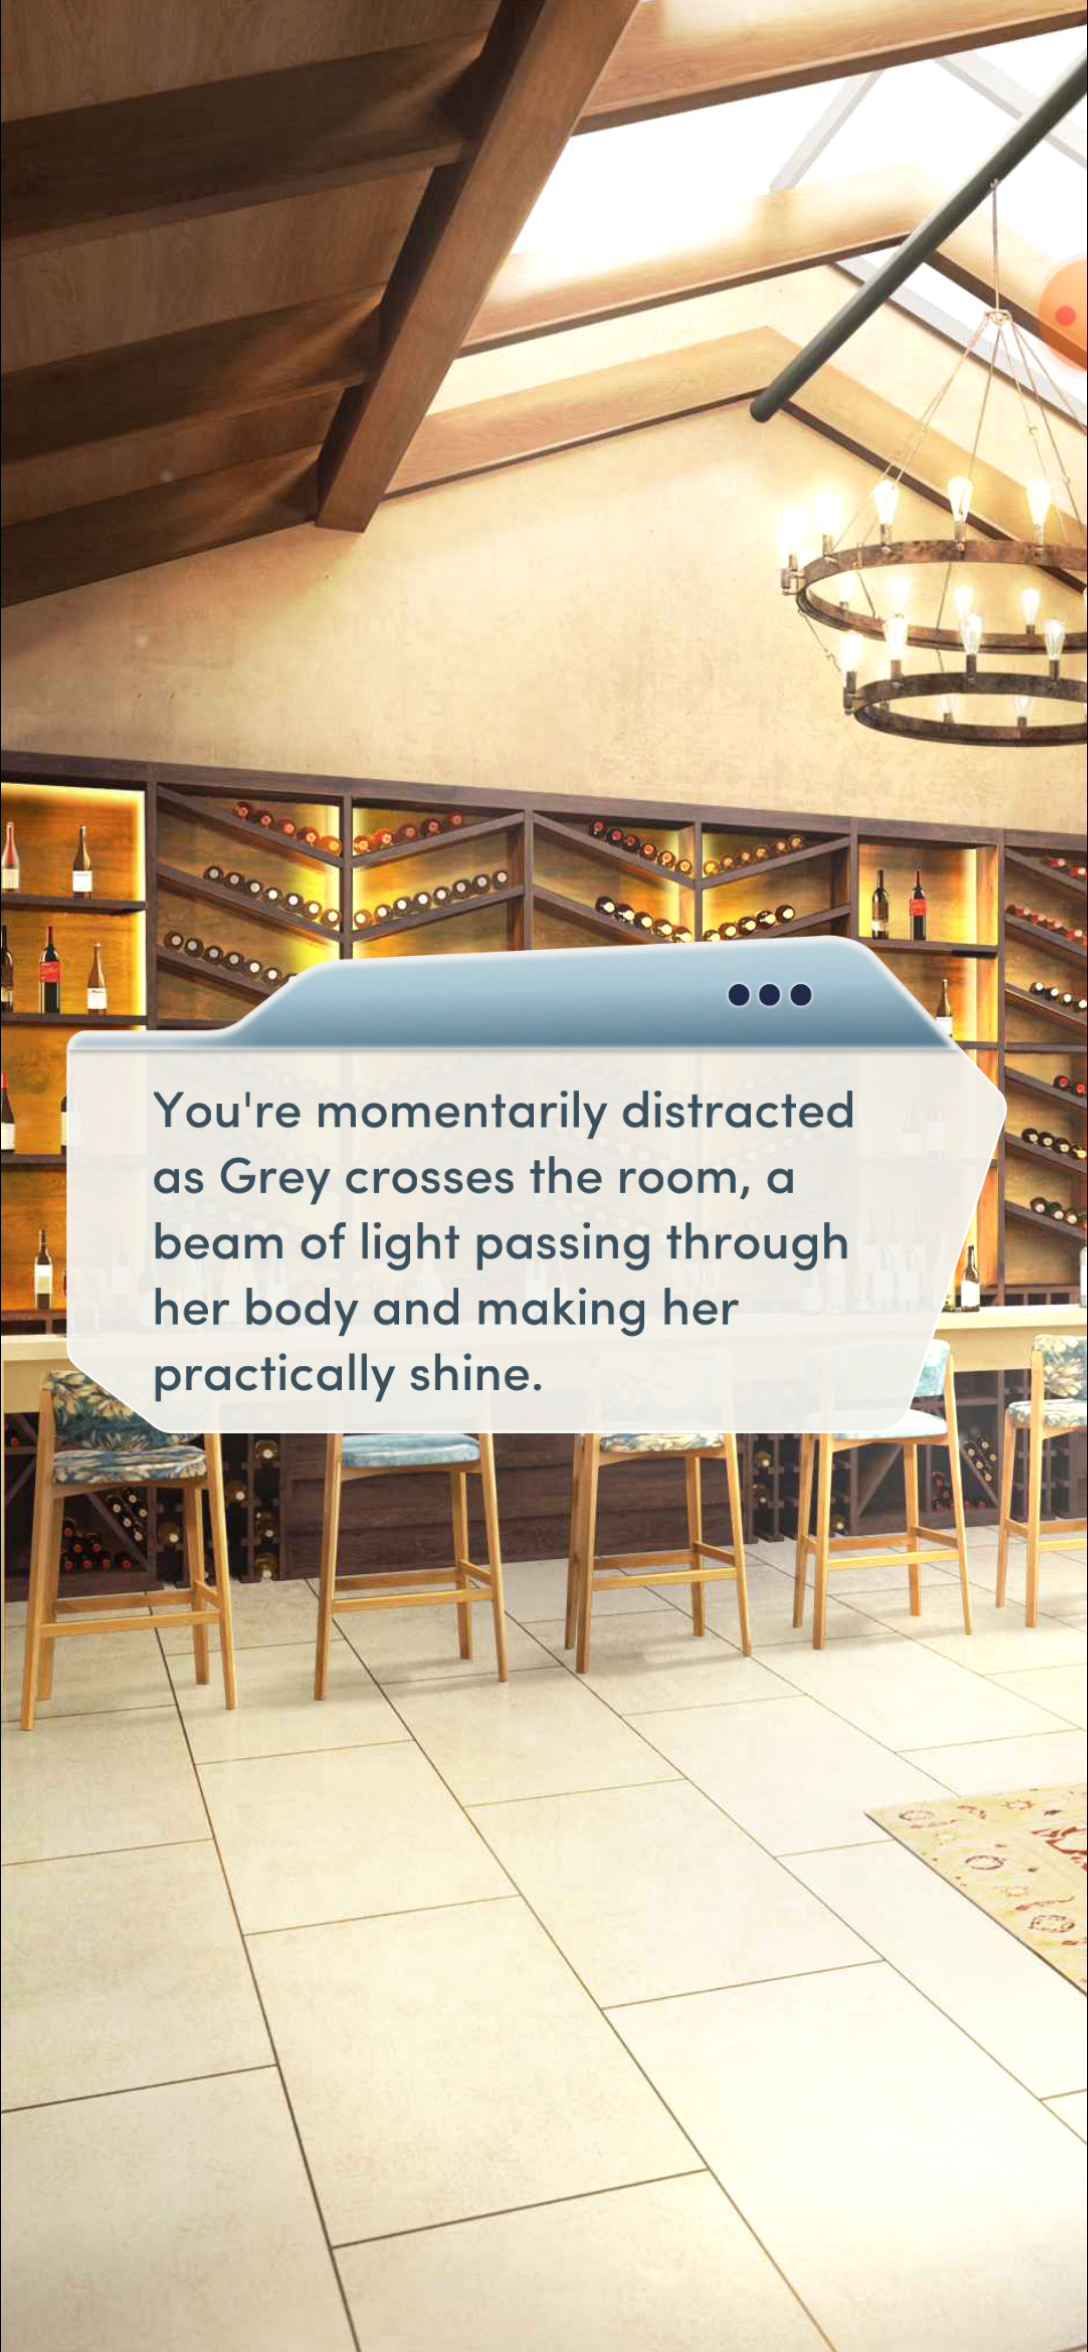 You're momentarily distracted
as Grey crosses the room, a
beam of light passing through
her body and making her
practically shine.